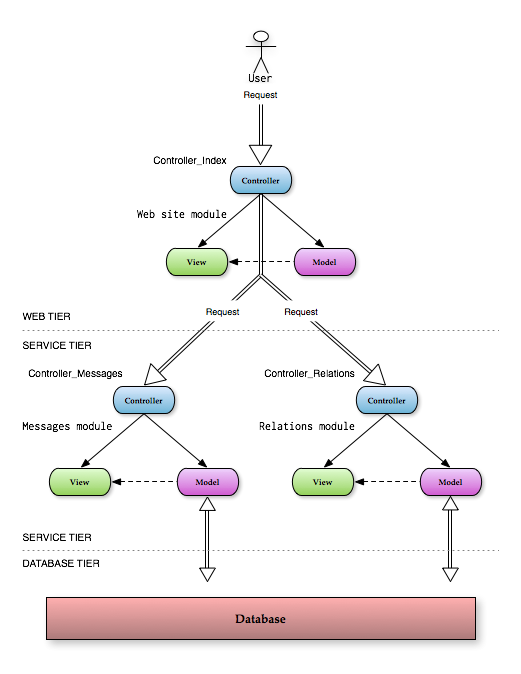 User
Request
Controller_Index
Controller
Web site module
View
Model
Request
Request
WEB TIER
SERVICE TIER
Controller_Messages
Controller_Relations
Controller
Controller
Messages module
Relations module
View
Model
View
Model
SERVICE TIER
DATABASE TIER
Database